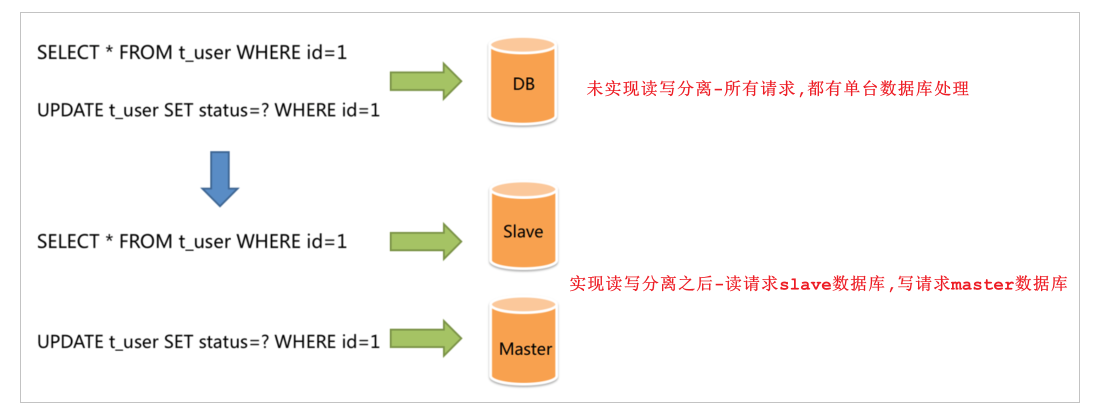 SELECT * FROM t_user WHERE id=1
UPDATE t_user SET status=? WHERE id=1
DB
未实现读写分离-所有请求,都有单台数据库处理
SELECT * FROM t_user WHERE id=1
Slave
实现读写分离之后-读请求slave数据库,写请求master数据库
UPDATE t_user SET status=? WHERE id=1
Master